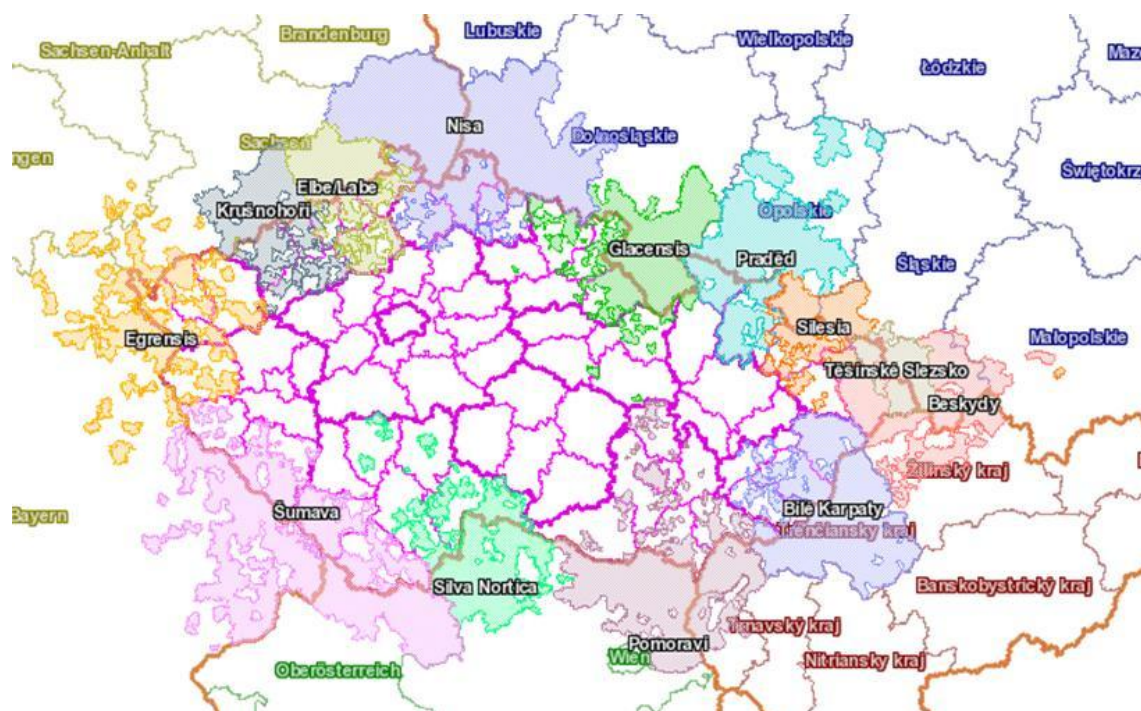 Brandenburg
Lubuskie
Wielkopolskie
Sachsen-Anhalt
Łódzkie
Nisa
Dolnośląskie
Sachsen
Świętokrz
Elbe/Labe
Krušnohoří
Opolskie
Glacensis
Praděd
Śląskie
Silesia
Małopolskie
Egrensis
Těšínské Slezsko
Beskydy
Žilinský kraj
Šumava
Bílé Karpaty
Bayern
Trenčiansky kraj
Silva Nortica
Banskobystrický kraj
Trnavský kraj
Pomoraví
Wien
Nitriansky kraj
Oberösterreich